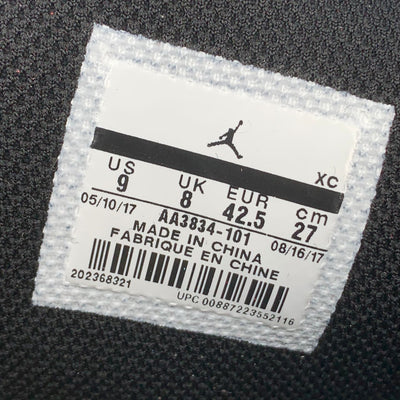 XC
US UK EUR cm
9 8 42.5 27
05/10/17 AA3834-101 08/16/17
MADE IN CHINA
FABRIQUE EN CHINE
202368321
UPC 00887223552116